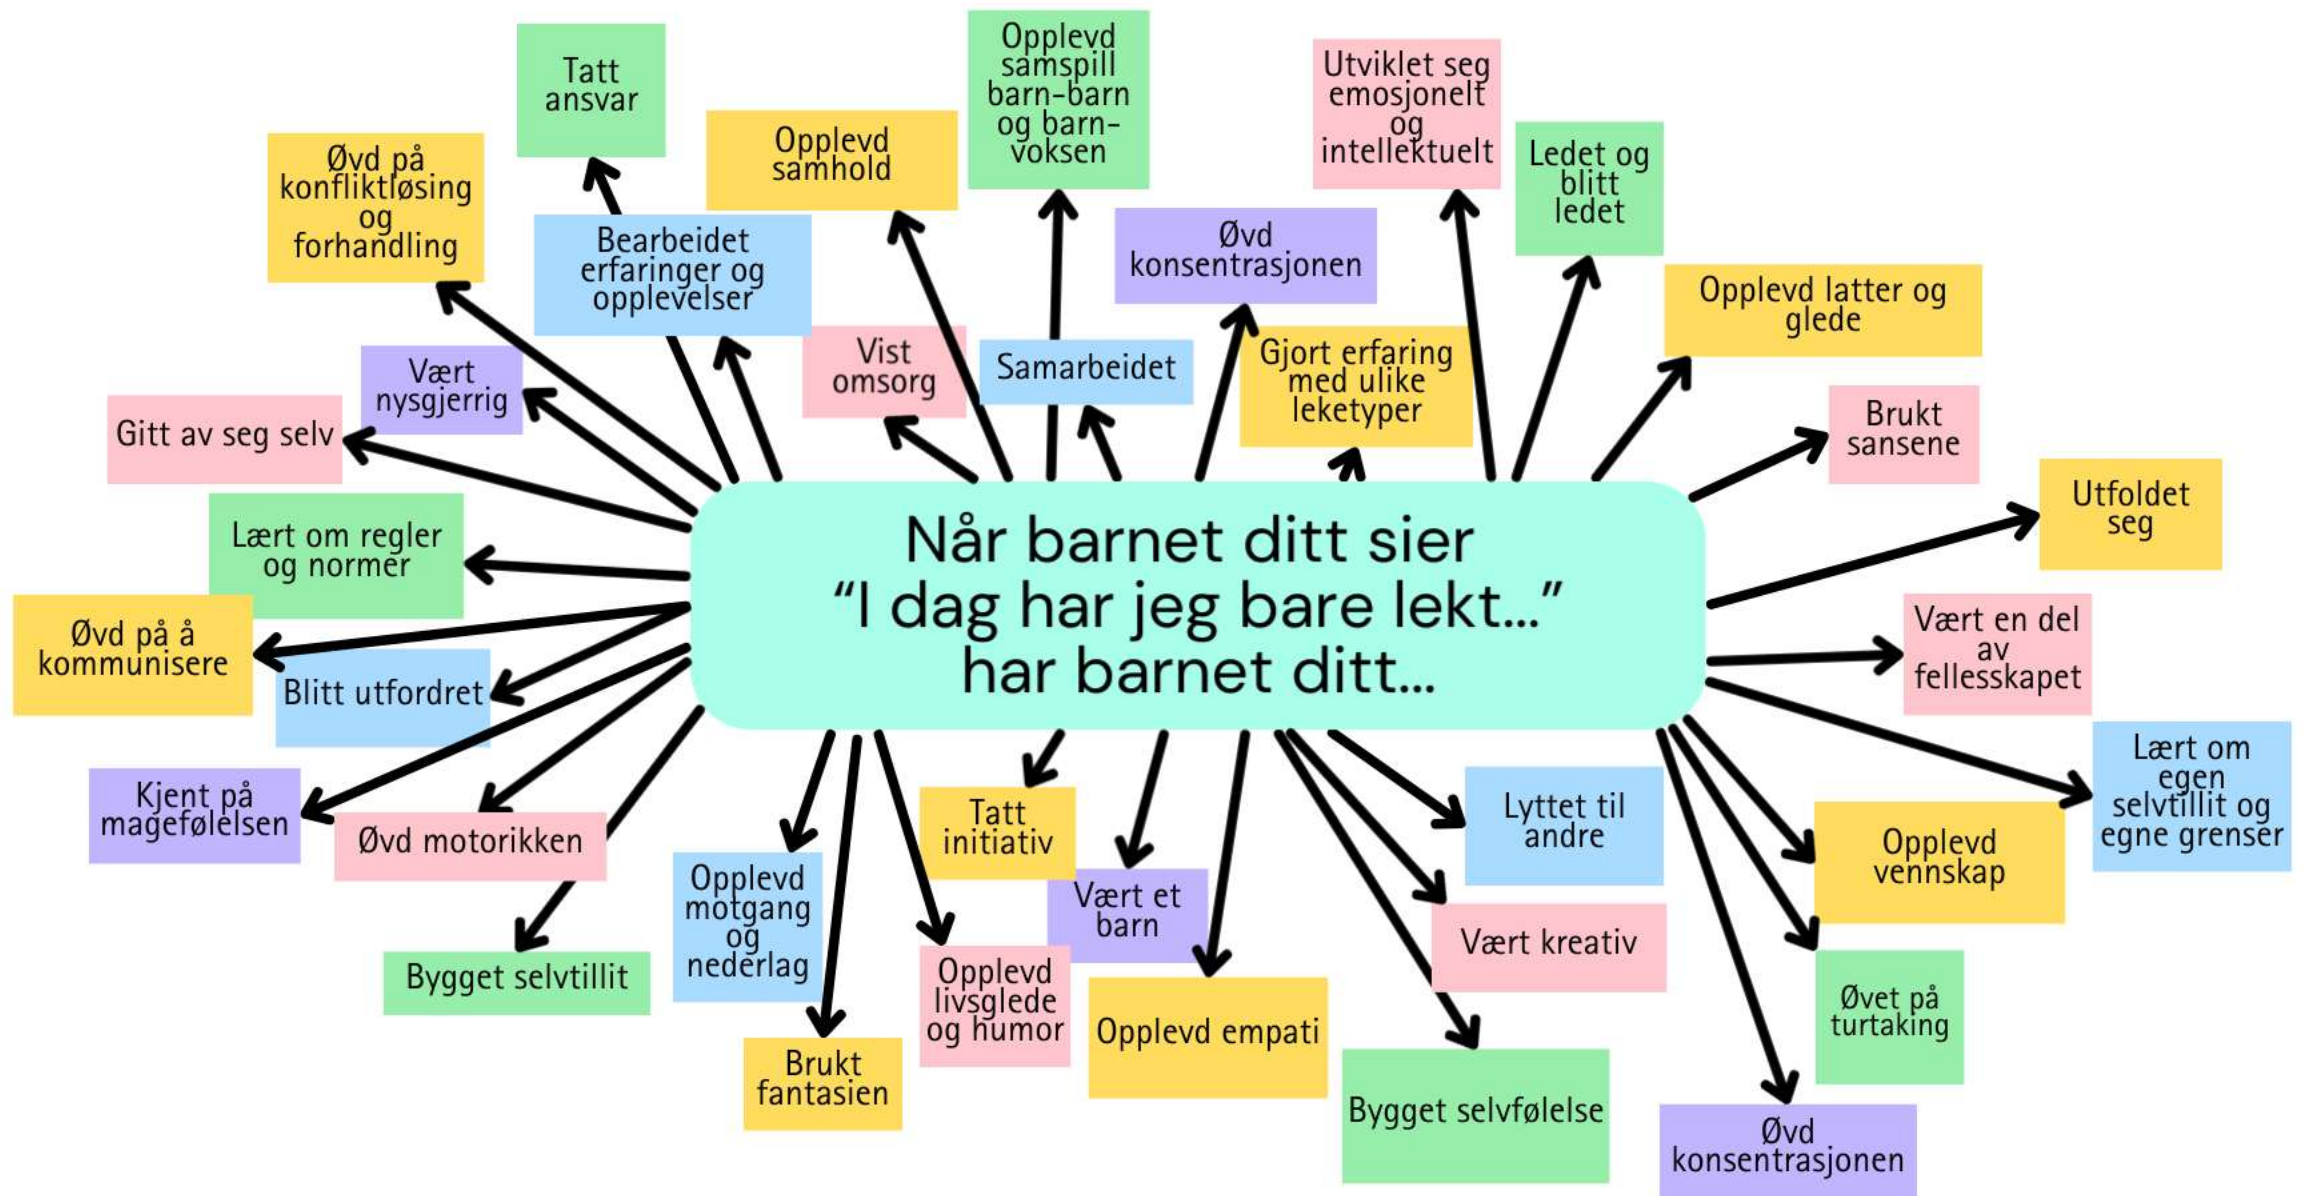 Tatt
ansvar
Opplevd
samspill
barn-barn
og barn-
voksen
Utviklet seg
emosjonelt
og
intellektuelt
Øvd på
konfliktløsing
og
forhandling
Opplevd
samhold
Ledet og
blitt
ledet
Bearbeidet
erfaringer og
opplevelser
Øvd
konsentrasjonen
Opplevd latter og
glede
Vært
nysgjerrig
Vist
omsorg
Samarbeidet
Gjort erfaring
med ulike
leketyper
Brukt
sansene
Gitt av seg selv
Utfoldet
seg
Lært om regler
og normer
Når barnet ditt sier
“I dag har jeg bare lekt...”
har barnet ditt...
Øvd på å
kommunisere
Blitt utfordret
Vært en del
av
fellesskapet
Kjent på
magefølelsen
Øvd motorikken
Tatt
initiativ
Lyttet til
andre
Opplevd
vennskap
Lært om
egen
selvtillit og
egne grenser
Bygget selvtillit
Opplevd
motgang
og
nederlag
Opplevd
livsglede
og humor
Vært et
barn
Vært kreativ
Øvet på
turtaking
Brukt
fantasien
Opplevd empati
Bygget selvfølelse
Øvd
konsentrasjonen